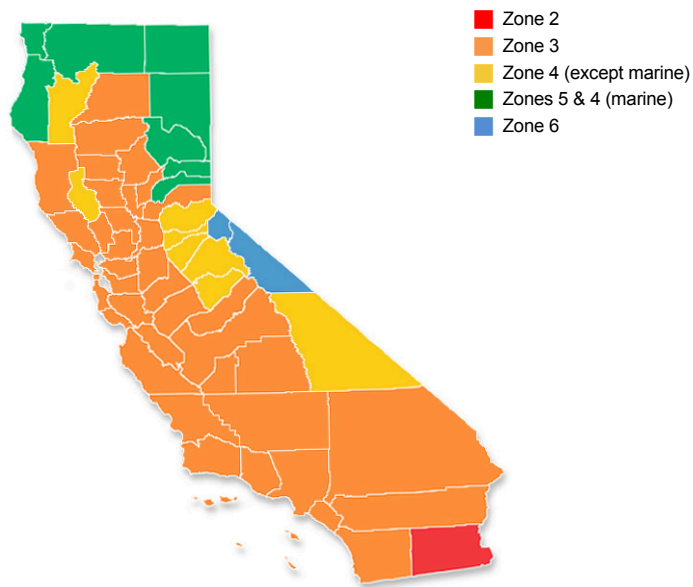 Zone 2
Zone 3
Zone 4 (except marine)
Zones 5 & 4 (marine)
Zone 6